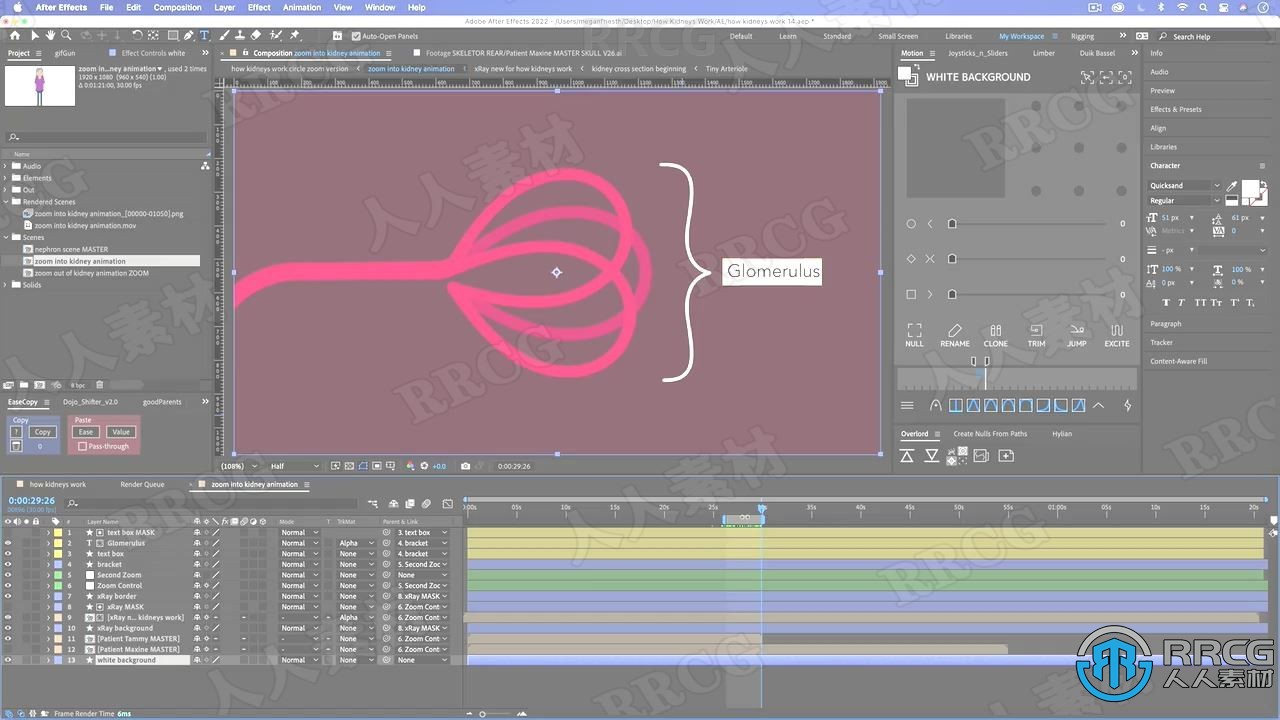 After Effects File Edit Composition Layer Effect Animation View Window Help
Adobe After Effects 2022 - /Users/meganfriesth/Desktop/How Kidneys Work/AE/how kidneys work 14.aep *
Auto-Open Panels Default Learn Standard Small Screen Libraries My Workspace Rigging Search Help
Project gifGun Effect Controls white Composition zoom into kidney animation Footage SKELETOR REAR/Patient Maxine MASTER SKULL V26.ai Motion Joysticks_n_Sliders Limber Duik Bassel Info
zoom in...ney animation, used 2 times
1920 x 1080 (960 x 540) (1.00)
Δ 0:01:21:00, 30.00 fps
how kidneys work circle zoom version zoom into kidney animation xRay new for how kidneys work kidney cross section beginning Tiny Arteriole
WHITE BACKGROUND
Audio
Preview
Effects & Presets
Align
Libraries
Character
Quicksand
Regular
51 px 61 px
Metrics 0
- px
100 % 100 %
0 px 0 %
Paragraph
Tracker
Content-Aware Fill
Name
Audio
Elements
Out
Rendered Scenes
zoom into kidney animation_[00000-01050].png
zoom into kidney animation.mov
Scenes
nephron scene MASTER
zoom into kidney animation
zoom out of kidney animation ZOOM
Solids
8 bpc
Glomerulus
0
0
0
NULL RENAME CLONE TRIM JUMP EXCITE
EaseCopy Dojo_Shifter_v2.0 goodParents
Copy Paste
? Copy Ease Value
0 Pass-through
Overlord Create Nulls From Paths Hylian
(108%) Half +0.0 0:00:29:26
how kidneys work Render Queue zoom into kidney animation
0:00:29:26
00896 (30.00 fps)
# Layer Name Mode T TrkMat Parent & Link
:00s 05s 10s 15s 20s 25s 35s 40s 45s 50s 55s 01:00s 05s 10s 15s 20s
1 text box MASK Normal 3. text box
2 Glomerulus Normal Alpha 4. bracket
3 text box Normal None 4. bracket
4 bracket Normal None 5. Second Zoc
5 Second Zoom Normal None None
6 Zoom Control Normal None 5. Second Zoc
7 xRay border Normal None 8. xRay MASK
8 xRay MASK Normal None 6. Zoom Cont
9 [xRay n... kidneys work] - Alpha 6. Zoom Cont
10 xRay background Normal None 8. xRay MASK
11 [Patient Tammy MASTER] - None 6. Zoom Cont
12 [Patient Maxine MASTER] - None 6. Zoom Cont
13 white background Normal None None
Frame Render Time 6ms
RRCG
人人素材